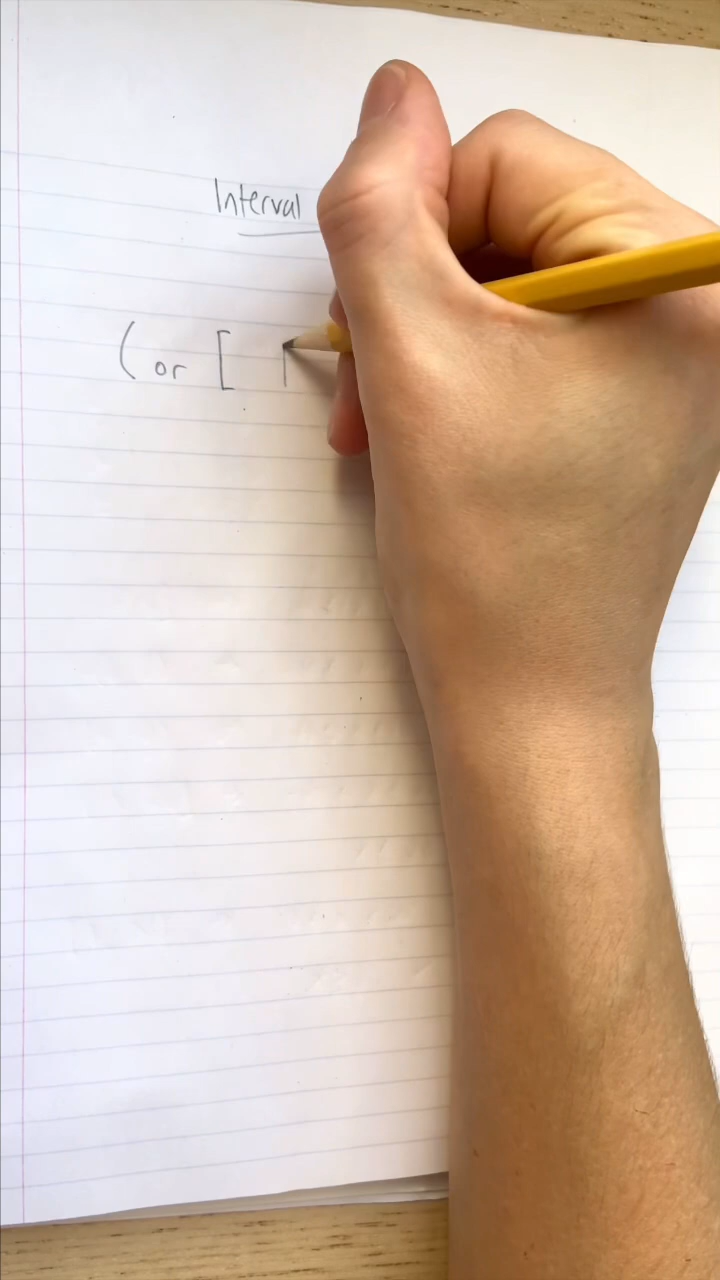 Interval
( or [